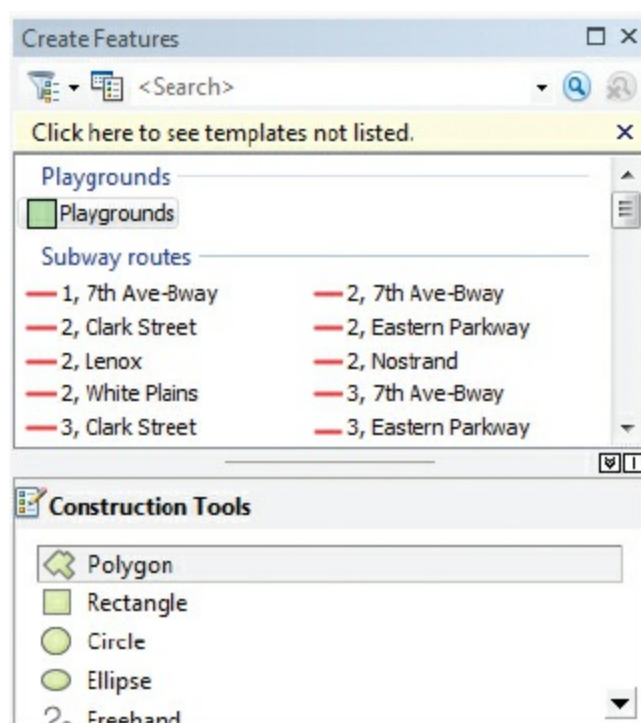 Create Features
<Search>
Click here to see templates not listed.
Playgrounds
Playgrounds
Subway routes
1, 7th Ave-Bway
2, 7th Ave-Bway
2, Clark Street
2, Eastern Parkway
2, Lenox
2, Nostrand
2, White Plains
3, 7th Ave-Bway
3, Clark Street
3, Eastern Parkway
Construction Tools
Polygon
Rectangle
Circle
Ellipse
Freehand